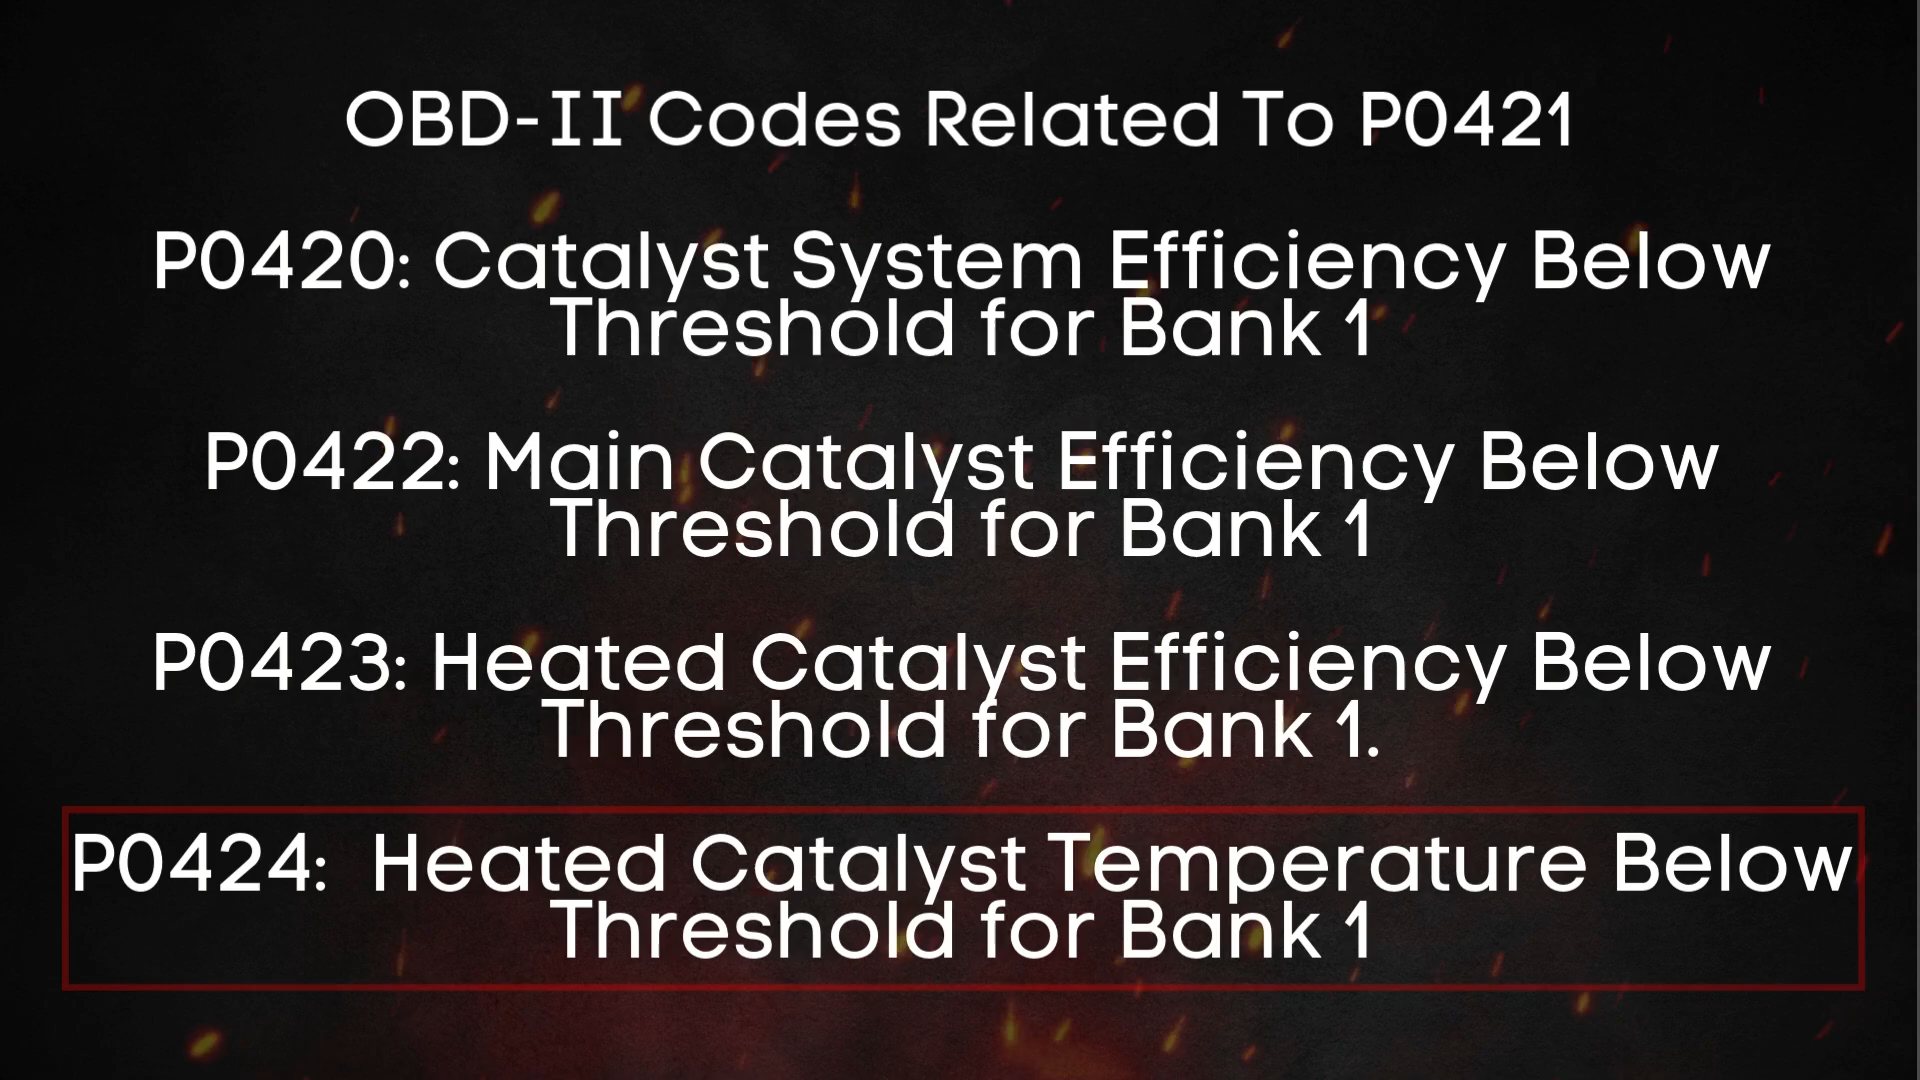 OBD-II Codes Related To P0421
P0420: Catalyst System Efficiency Below
Threshold for Bank 1
P0422: Main Catalyst Efficiency Below
Threshold for Bank 1
P0423: Heated Catalyst Efficiency Below
Threshold for Bank 1.
P0424:  Heated Catalyst Temperature Below
Threshold for Bank 1